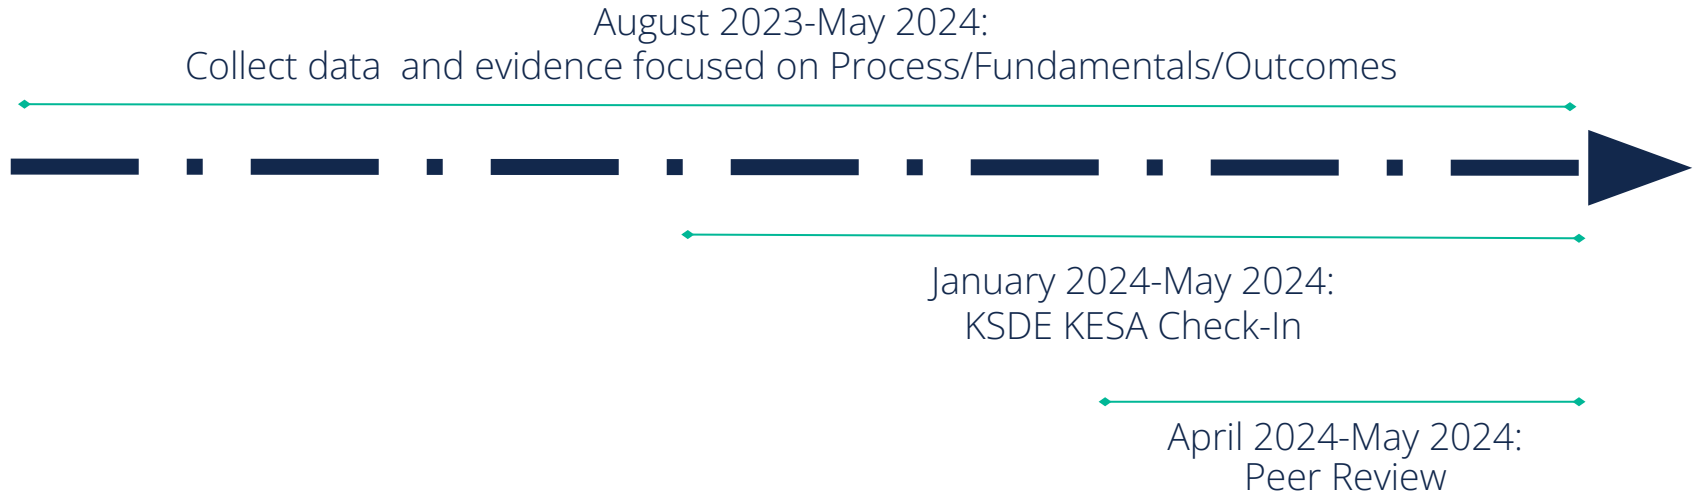 August 2023-May 2024:
Collect data and evidence focused on Process/Fundamentals/Outcomes
January 2024-May 2024:
KSDE KESA Check-In
April 2024-May 2024:
Peer Review